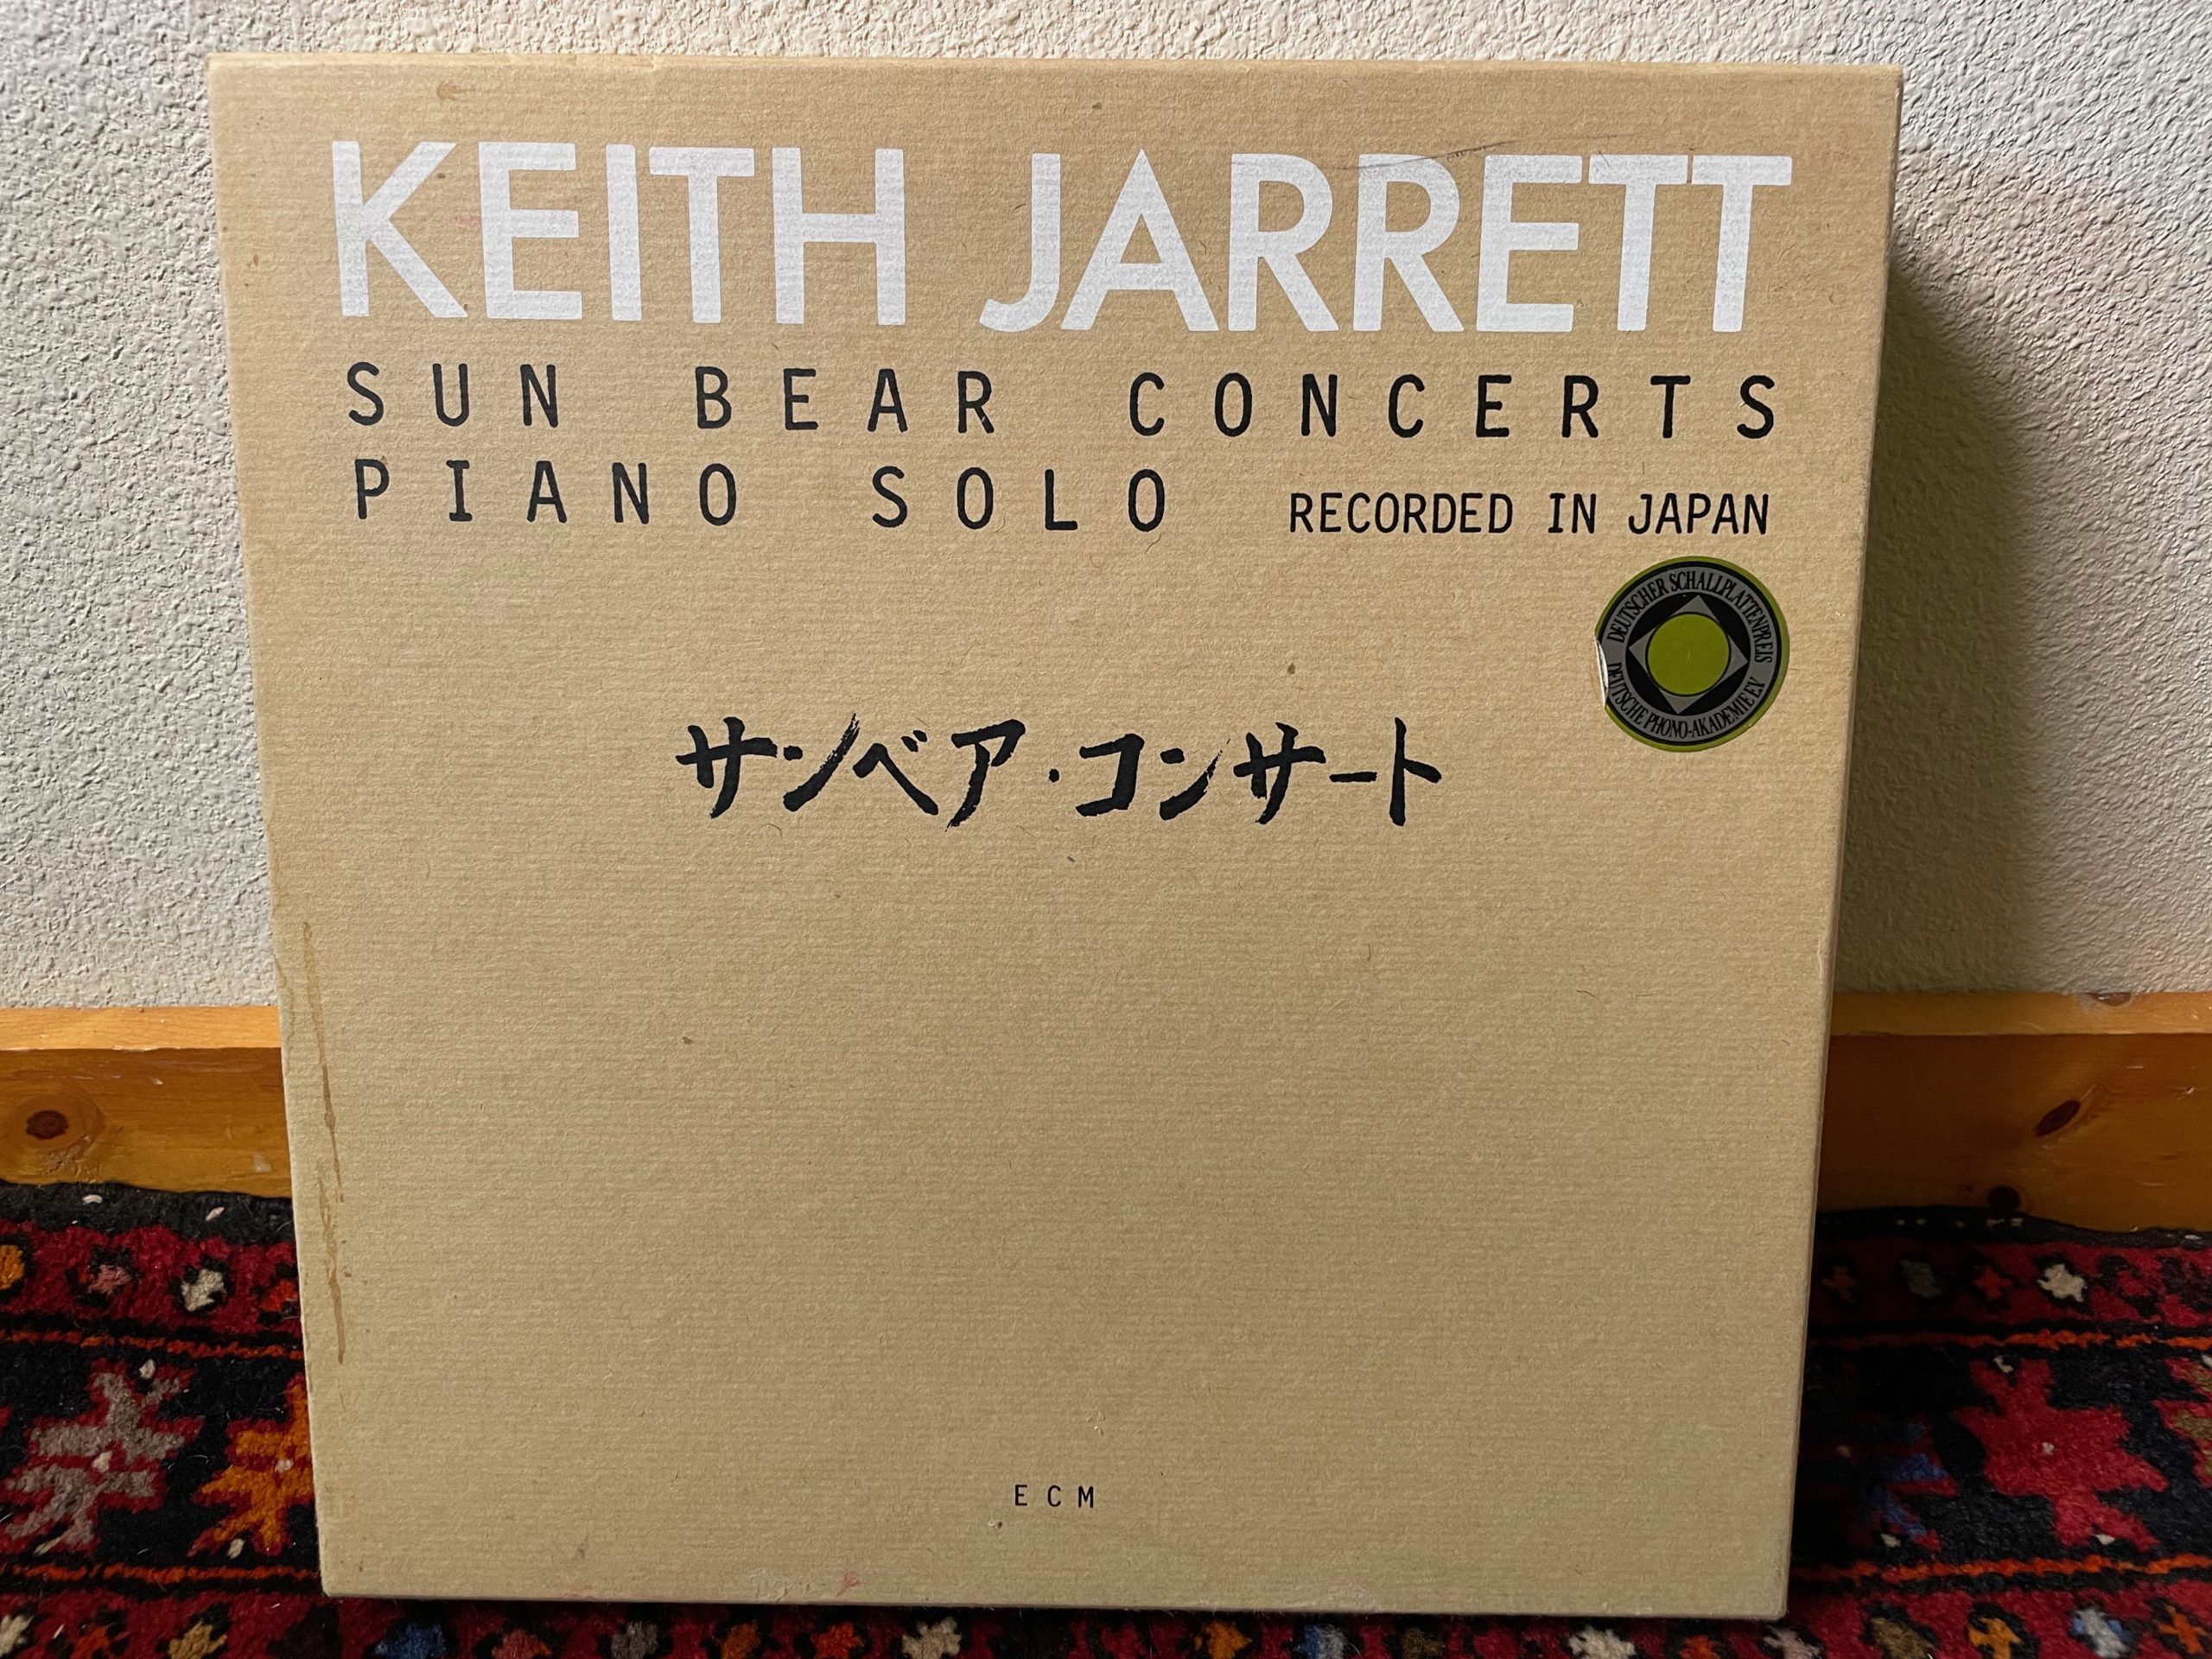 KEITH JARRETT
SUN BEAR CONCERTS
PIANO SOLO RECORDED IN JAPAN
DEUTSCHER SCHALLPLATTENPREIS
DEUTSCHE PHONO-AKADEMIE E.V.
サンベア・コンサート
ECM